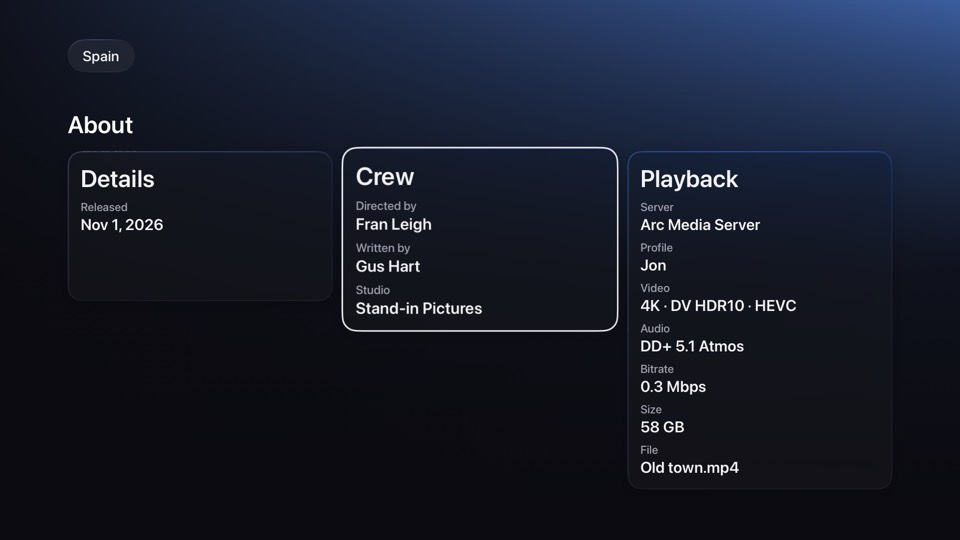 Spain
About
Details
Released
Nov 1, 2026
Crew
Directed by
Fran Leigh
Written by
Gus Hart
Studio
Stand-in Pictures
Playback
Server
Arc Media Server
Profile
Jon
Video
4K · DV HDR10 · HEVC
Audio
DD+ 5.1 Atmos
Bitrate
0.3 Mbps
Size
58 GB
File
Old town.mp4